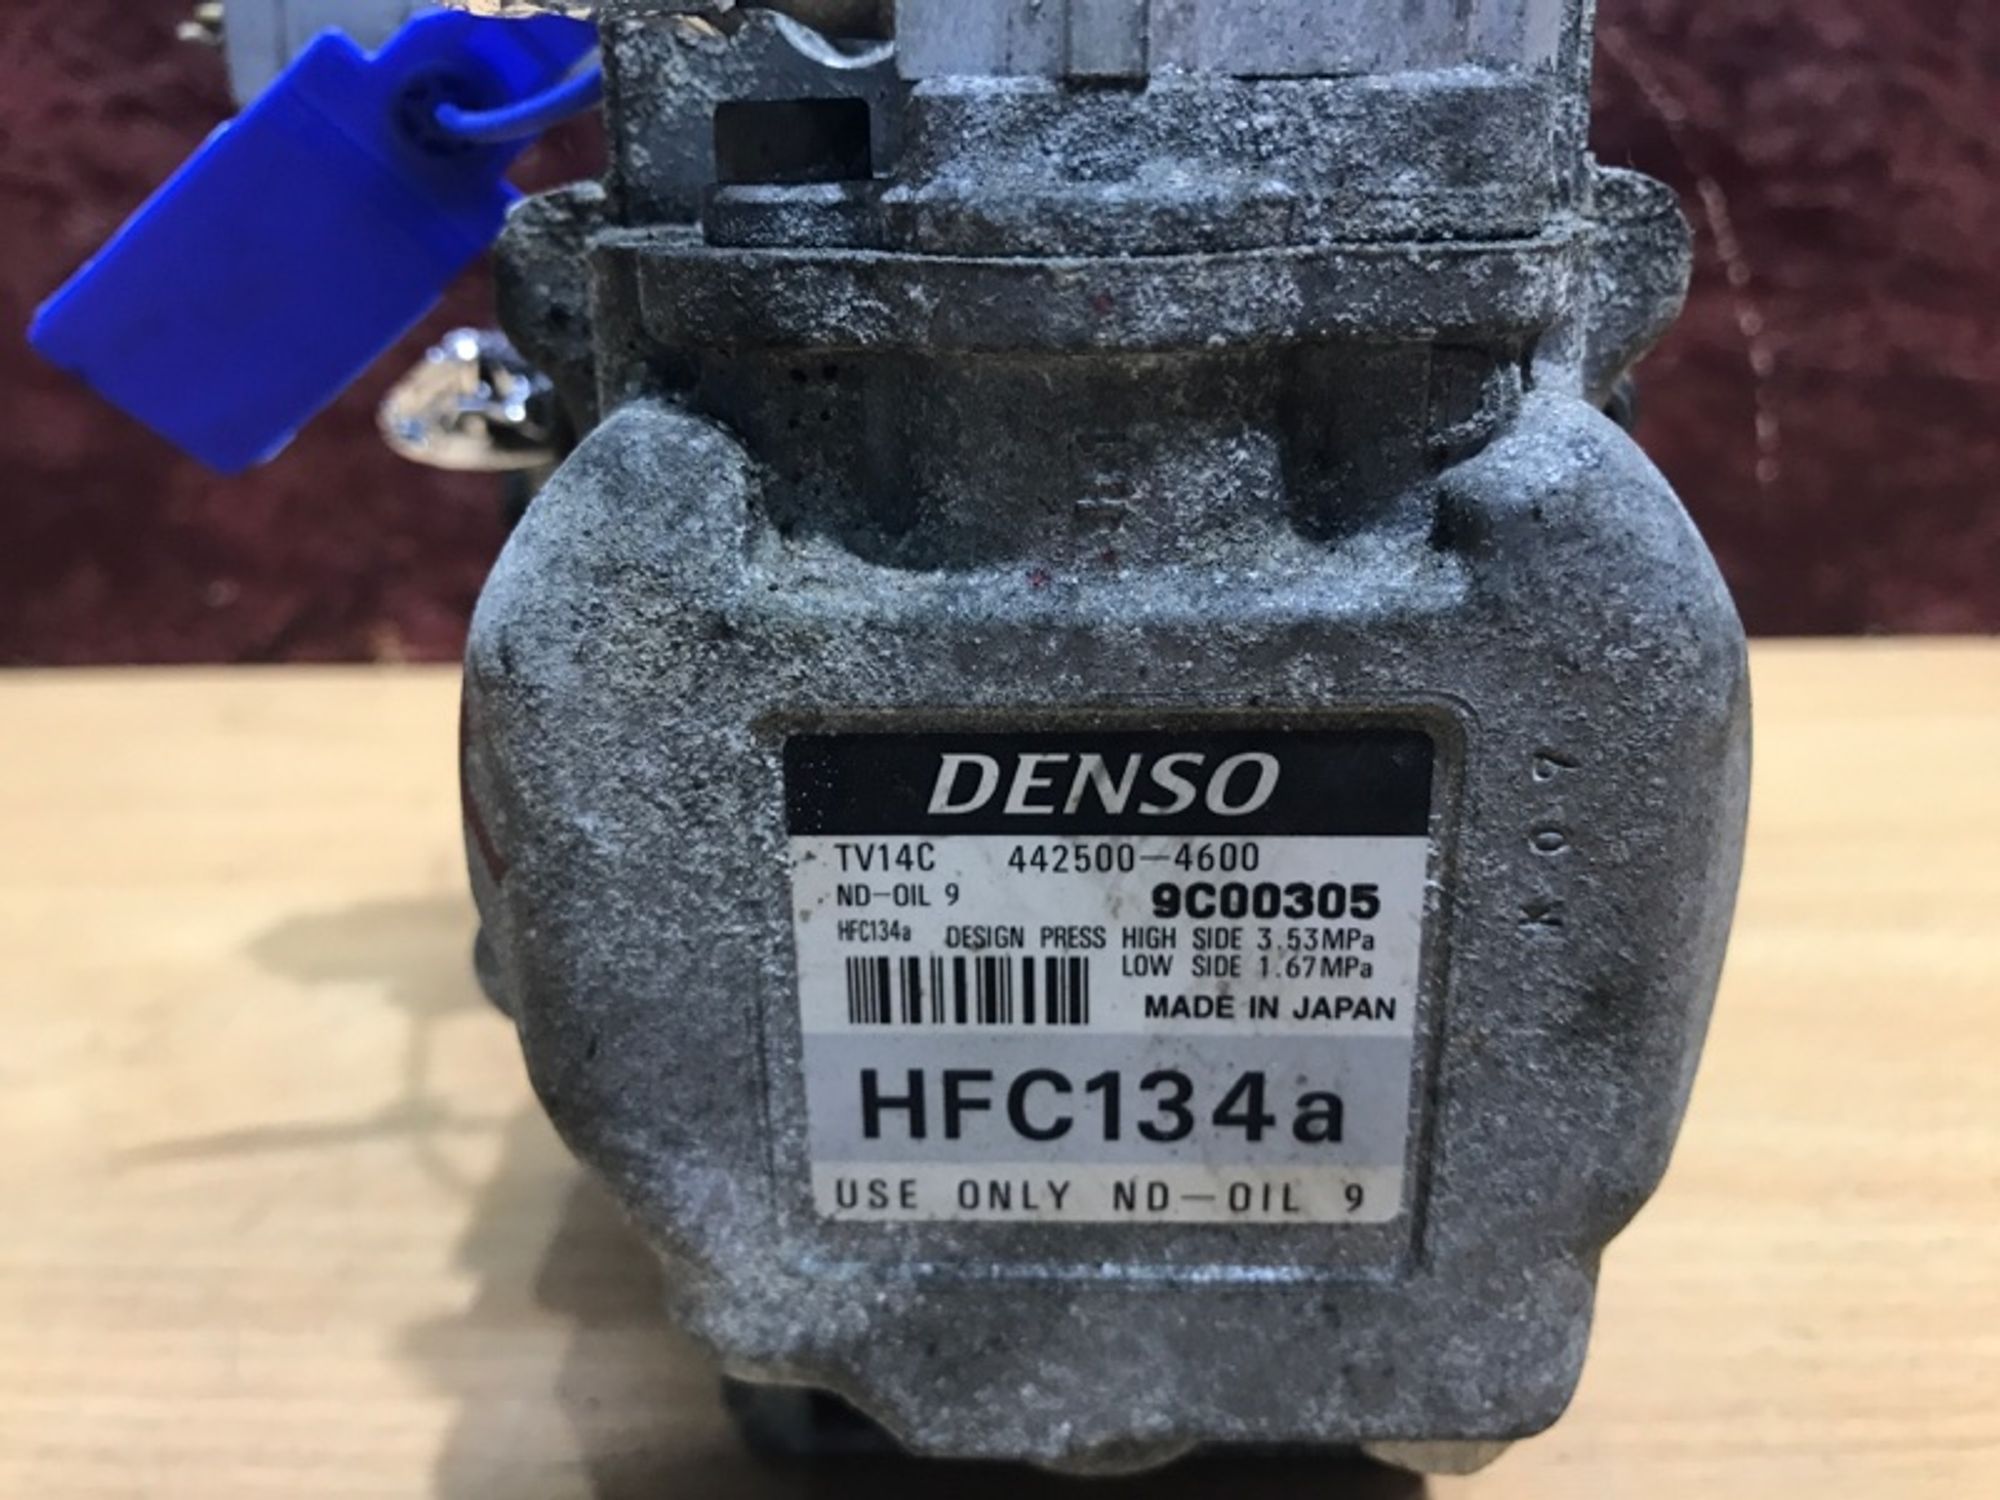 DENSO
TV14C 442500-4600
ND-OIL 9 9C00305
HFC134a DESIGN PRESS HIGH SIDE 3.53MPa
LOW SIDE 1.67MPa
MADE IN JAPAN
HFC134a
USE ONLY ND-OIL 9
K07